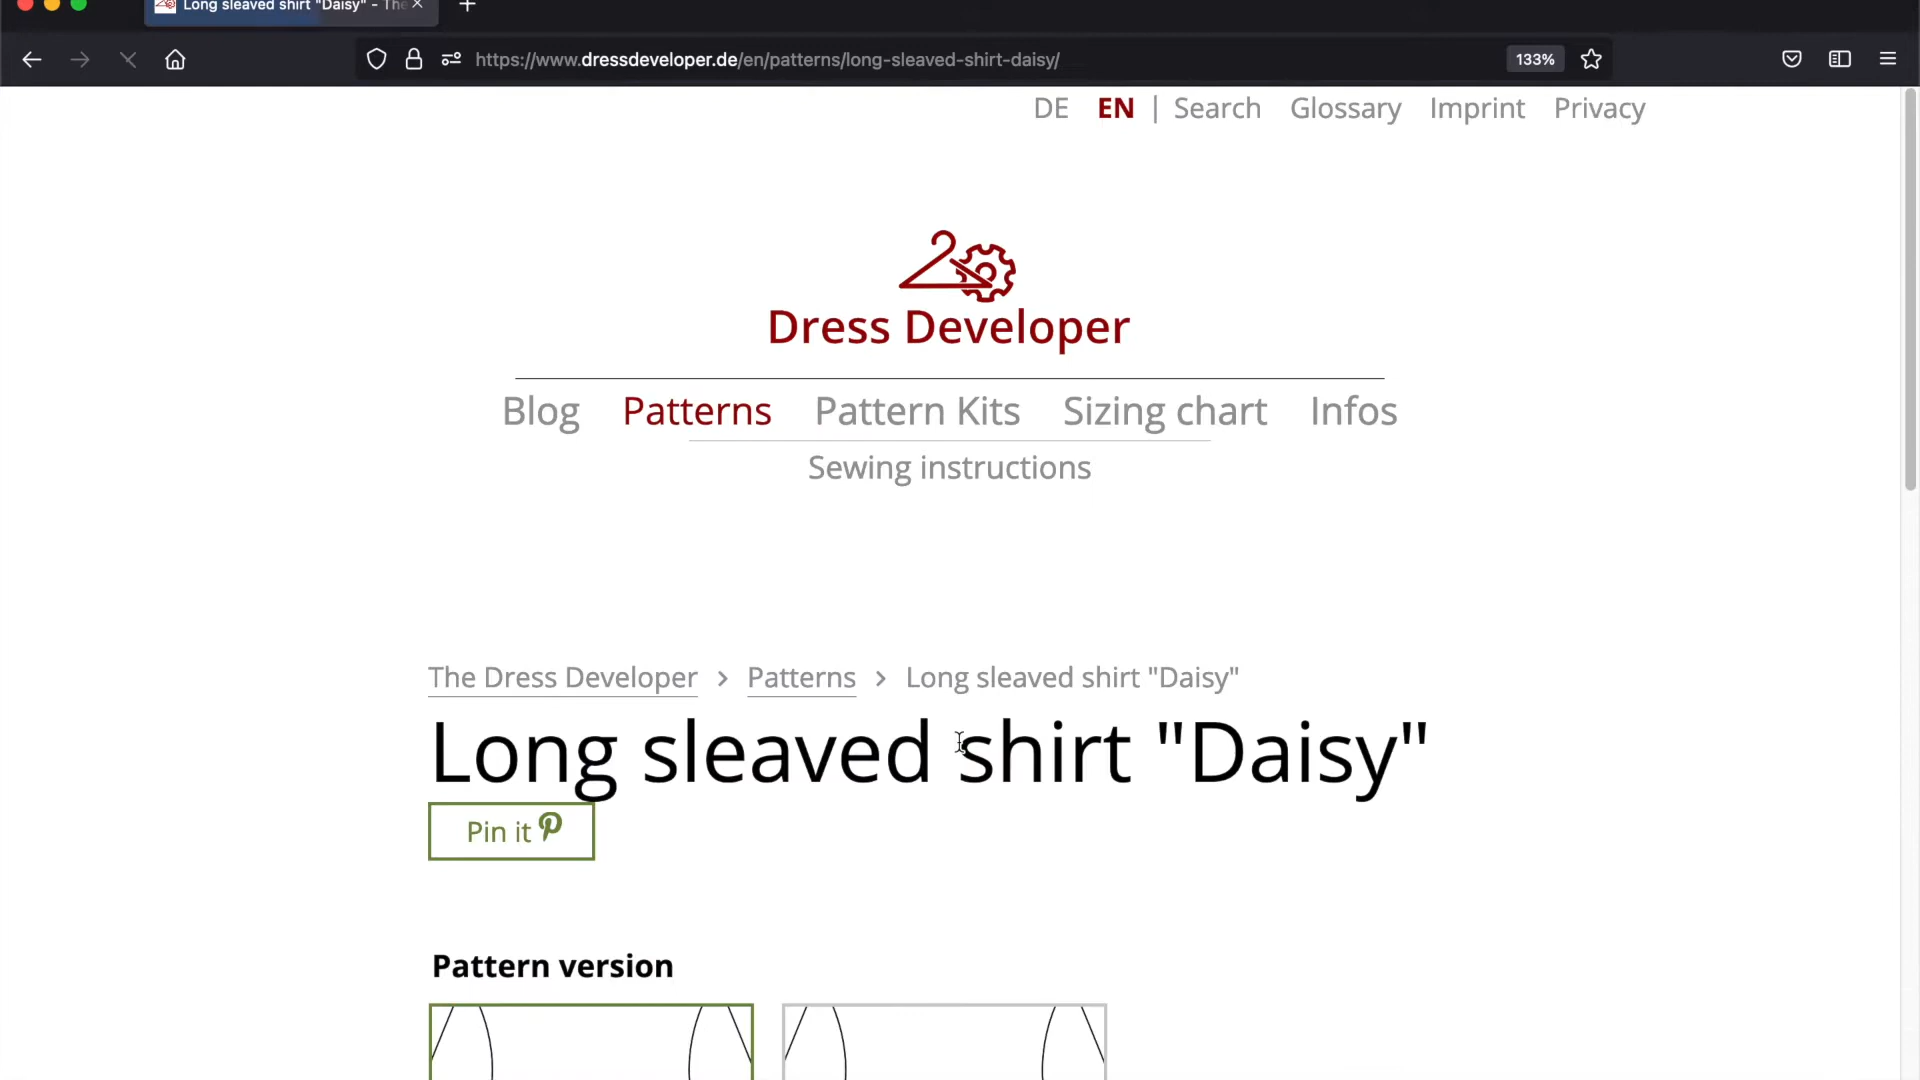 Long sleaved shirt "Daisy" - The
https://www.dressdeveloper.de/en/patterns/long-sleaved-shirt-daisy/
133%
DE EN | Search Glossary Imprint Privacy
Dress Developer
Blog Patterns Pattern Kits Sizing chart Infos
Sewing instructions
The Dress Developer > Patterns > Long sleaved shirt "Daisy"
Long sleaved shirt "Daisy"
Pin it
Pattern version